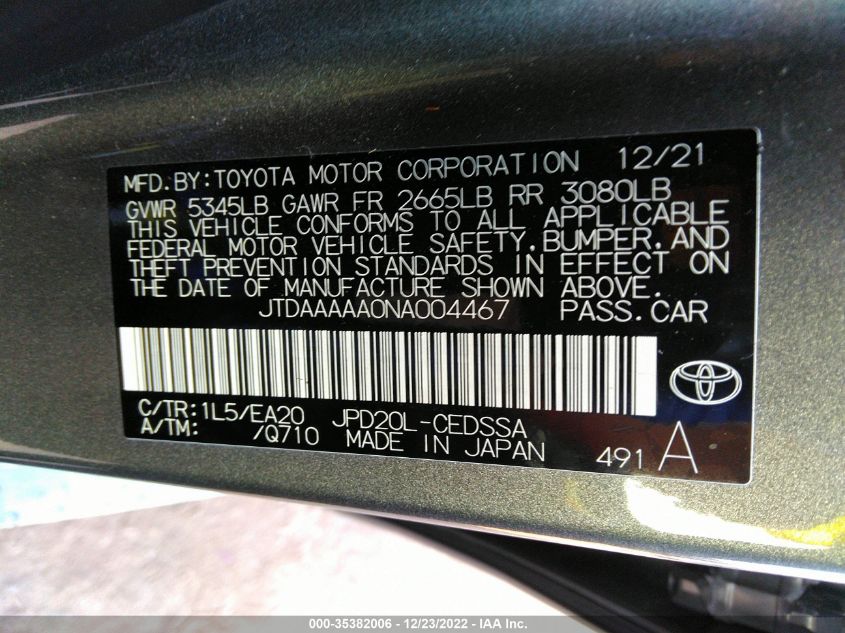 MFD.BY:TOYOTA MOTOR CORPORATION 12/21
GVWR 5345LB GAWR FR 2665LB RR 3080LB
THIS VEHICLE CONFORMS TO ALL APPLICABLE
FEDERAL MOTOR VEHICLE SAFETY.BUMPER.AND
THEFT PREVENTION STANDARDS IN EFFECT ON
THE DATE OF MANUFACTURE SHOWN ABOVE.
JTDAAAAA0NA004467 PASS.CAR
C/TR:1L5/EA20 JPD20L-CEDSSA
A/TM: /Q710 MADE IN JAPAN 491 A
000-35382006 - 12/23/2022 - IAA Inc.